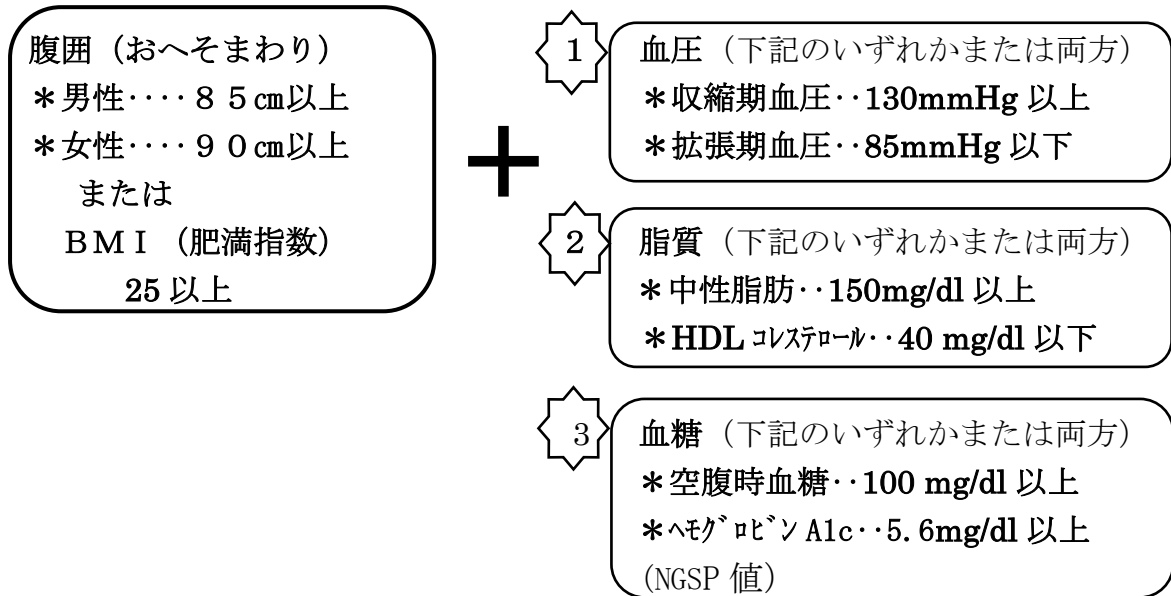 腹囲（おへそまわり）
＊男性‥‥８５㎝以上
＊女性‥‥９０㎝以上
または
ＢＭＩ（肥満指数）
25 以上
＋
1
血圧（下記のいずれかまたは両方）
＊収縮期血圧‥130mmHg 以上
＊拡張期血圧‥85mmHg 以下
2
脂質（下記のいずれかまたは両方）
＊中性脂肪‥150mg/dl 以上
＊HDL ｺﾚｽﾃﾛｰﾙ‥40 mg/dl 以下
3
血糖（下記のいずれかまたは両方）
＊空腹時血糖‥100 mg/dl 以上
＊ﾍﾓｸﾞﾛﾋﾞﾝ A1c‥5.6mg/dl 以上
(NGSP 値）